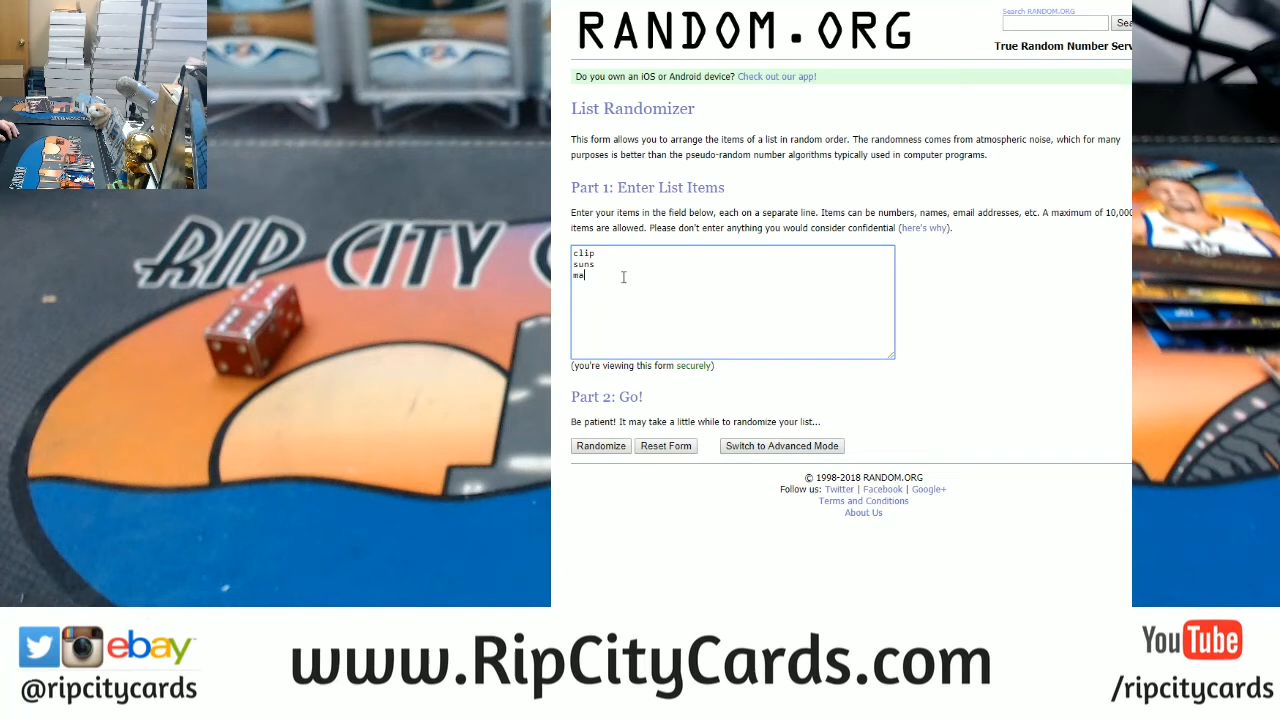 RANDOM.ORG
Search RANDOM.ORG
Sea
True Random Number Serv
Do you own an iOS or Android device? Check out our app!
List Randomizer
This form allows you to arrange the items of a list in random order. The randomness comes from atmospheric noise, which for many
purposes is better than the pseudo-random number algorithms typically used in computer programs.
Part 1: Enter List Items
Enter your items in the field below, each on a separate line. Items can be numbers, names, email addresses, etc. A maximum of 10,000
items are allowed. Please don't enter anything you would consider confidential (here's why).
clip
suns
ma
(you're viewing this form securely)
Part 2: Go!
Be patient! It may take a little while to randomize your list...
Randomize Reset Form Switch to Advanced Mode
© 1998-2018 RANDOM.ORG
Follow us: Twitter | Facebook | Google+
Terms and Conditions
About Us
RIP CITY C
ebay
@ripcitycards
www.RipCityCards.com
YouTube
/ripcitycards